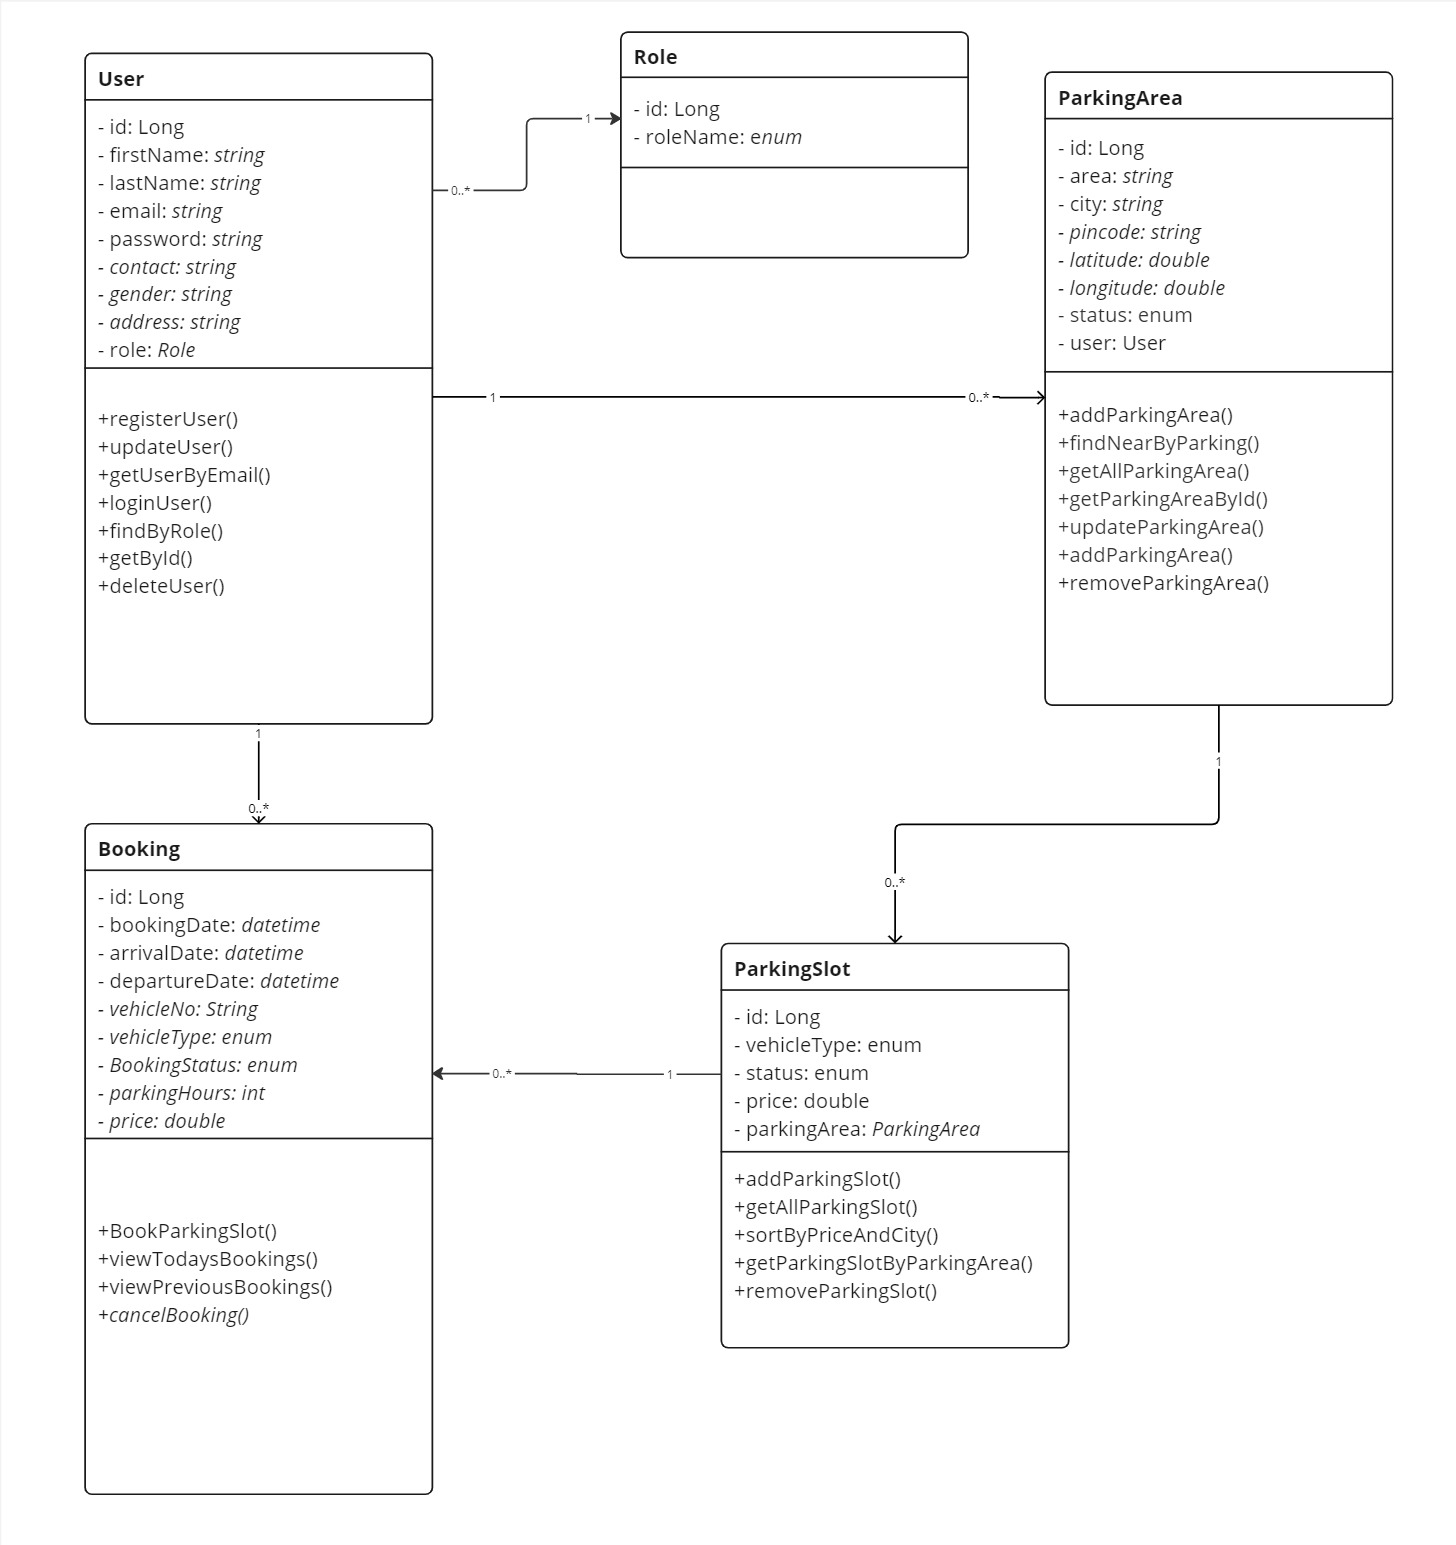 User
- id: Long
- firstName: string
- lastName: string
- email: string
- password: string
- contact: string
- gender: string
- address: string
- role: Role
+registerUser()
+updateUser()
+getUserByEmail()
+loginUser()
+findByRole()
+getById()
+deleteUser()
0..*
1
Role
- id: Long
- roleName: enum
1
0..*
ParkingArea
- id: Long
- area: string
- city: string
- pincode: string
- latitude: double
- longitude: double
- status: enum
- user: User
+addParkingArea()
+findNearByParking()
+getAllParkingArea()
+getParkingAreaById()
+updateParkingArea()
+addParkingArea()
+removeParkingArea()
1
0..*
1
0..*
Booking
- id: Long
- bookingDate: datetime
- arrivalDate: datetime
- departureDate: datetime
- vehicleNo: String
- vehicleType: enum
- BookingStatus: enum
- parkingHours: int
- price: double
+BookParkingSlot()
+viewTodaysBookings()
+viewPreviousBookings()
+cancelBooking()
0..*
1
ParkingSlot
- id: Long
- vehicleType: enum
- status: enum
- price: double
- parkingArea: ParkingArea
+addParkingSlot()
+getAllParkingSlot()
+sortByPriceAndCity()
+getParkingSlotByParkingArea()
+removeParkingSlot()